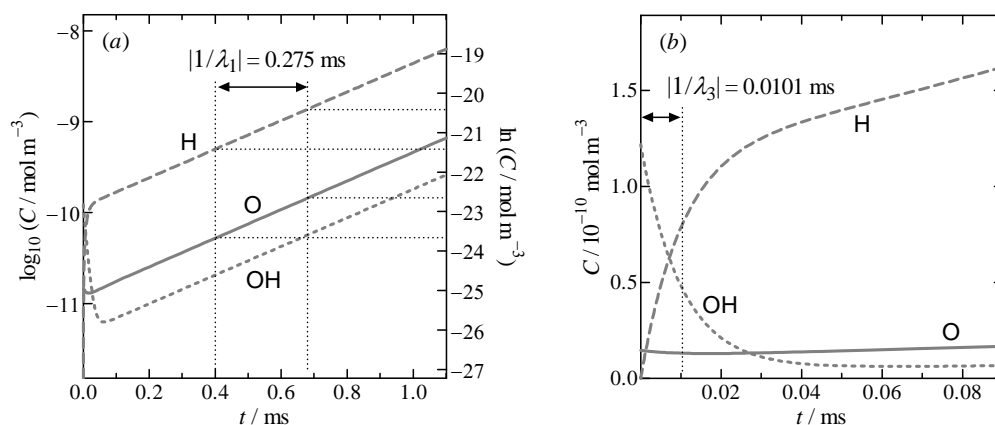 (a)
|1/λ₁| = 0.275 ms
H
O
OH
log₁₀ (C / mol m⁻³)
−8
−9
−10
−11
ln (C / mol m⁻³)
−19
−20
−21
−22
−23
−24
−25
−26
−27
0.0 0.2 0.4 0.6 0.8 1.0
t / ms
(b)
|1/λ₃| = 0.0101 ms
H
OH
O
C / 10⁻¹⁰ mol m⁻³
1.5
1.0
0.5
0.0
0.02 0.04 0.06 0.08
t / ms